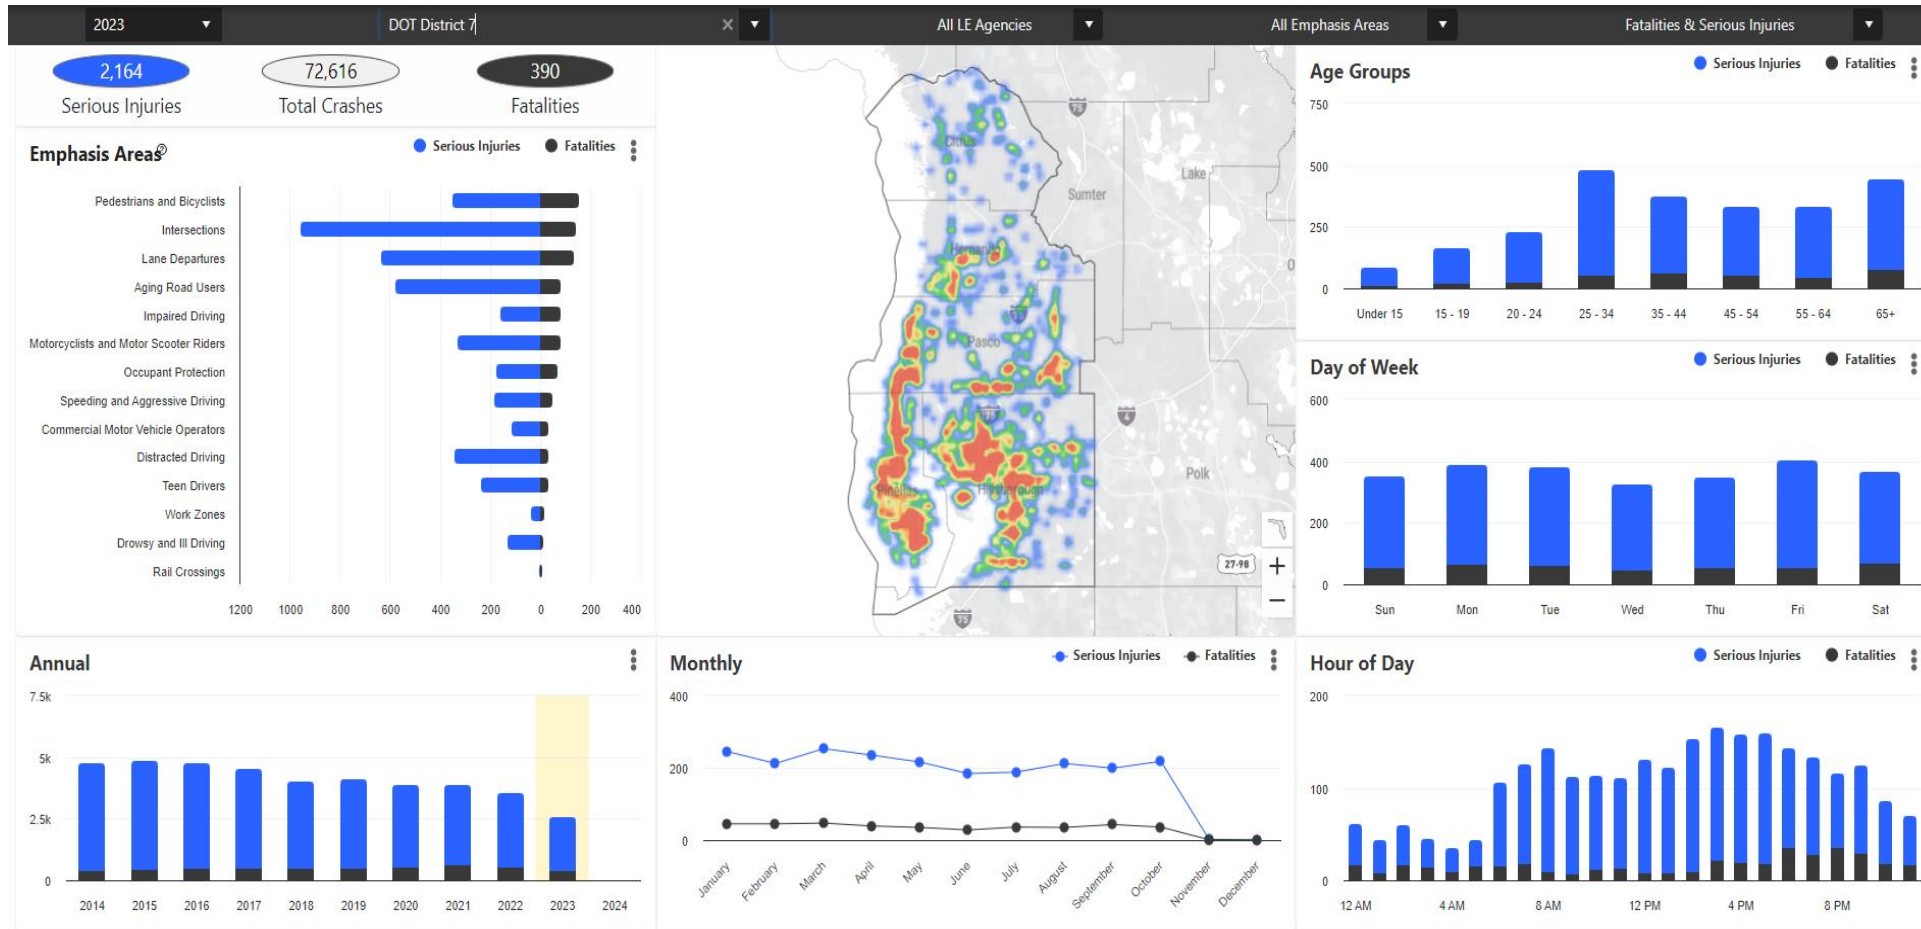 2023
DOT District 7
All LE Agencies
All Emphasis Areas
Fatalities & Serious Injuries
2,164
72,616
390
Serious Injuries
Total Crashes
Fatalities
Emphasis Areas
Serious Injuries
Fatalities
Pedestrians and Bicyclists
Intersections
Lane Departures
Aging Road Users
Impaired Driving
Motorcyclists and Motor Scooter Riders
Occupant Protection
Speeding and Aggressive Driving
Commercial Motor Vehicle Operators
Distracted Driving
Teen Drivers
Work Zones
Drowsy and Ill Driving
Rail Crossings
1200 1000 800 600 400 200 0 200 400
75
Citrus
Lake
Sumter
Hernando
75
Pasco
75
4
Polk
Pinellas
Hillsborough
27-98
+
−
75
Age Groups
Serious Injuries
Fatalities
750
500
250
0
Under 15 15 - 19 20 - 24 25 - 34 35 - 44 45 - 54 55 - 64 65+
Day of Week
Serious Injuries
Fatalities
600
400
200
0
Sun Mon Tue Wed Thu Fri Sat
Annual
7.5k
5k
2.5k
0
2014 2015 2016 2017 2018 2019 2020 2021 2022 2023 2024
Monthly
Serious Injuries
Fatalities
400
200
0
January February March April May June July August September October November December
Hour of Day
Serious Injuries
Fatalities
200
100
0
12 AM 4 AM 8 AM 12 PM 4 PM 8 PM